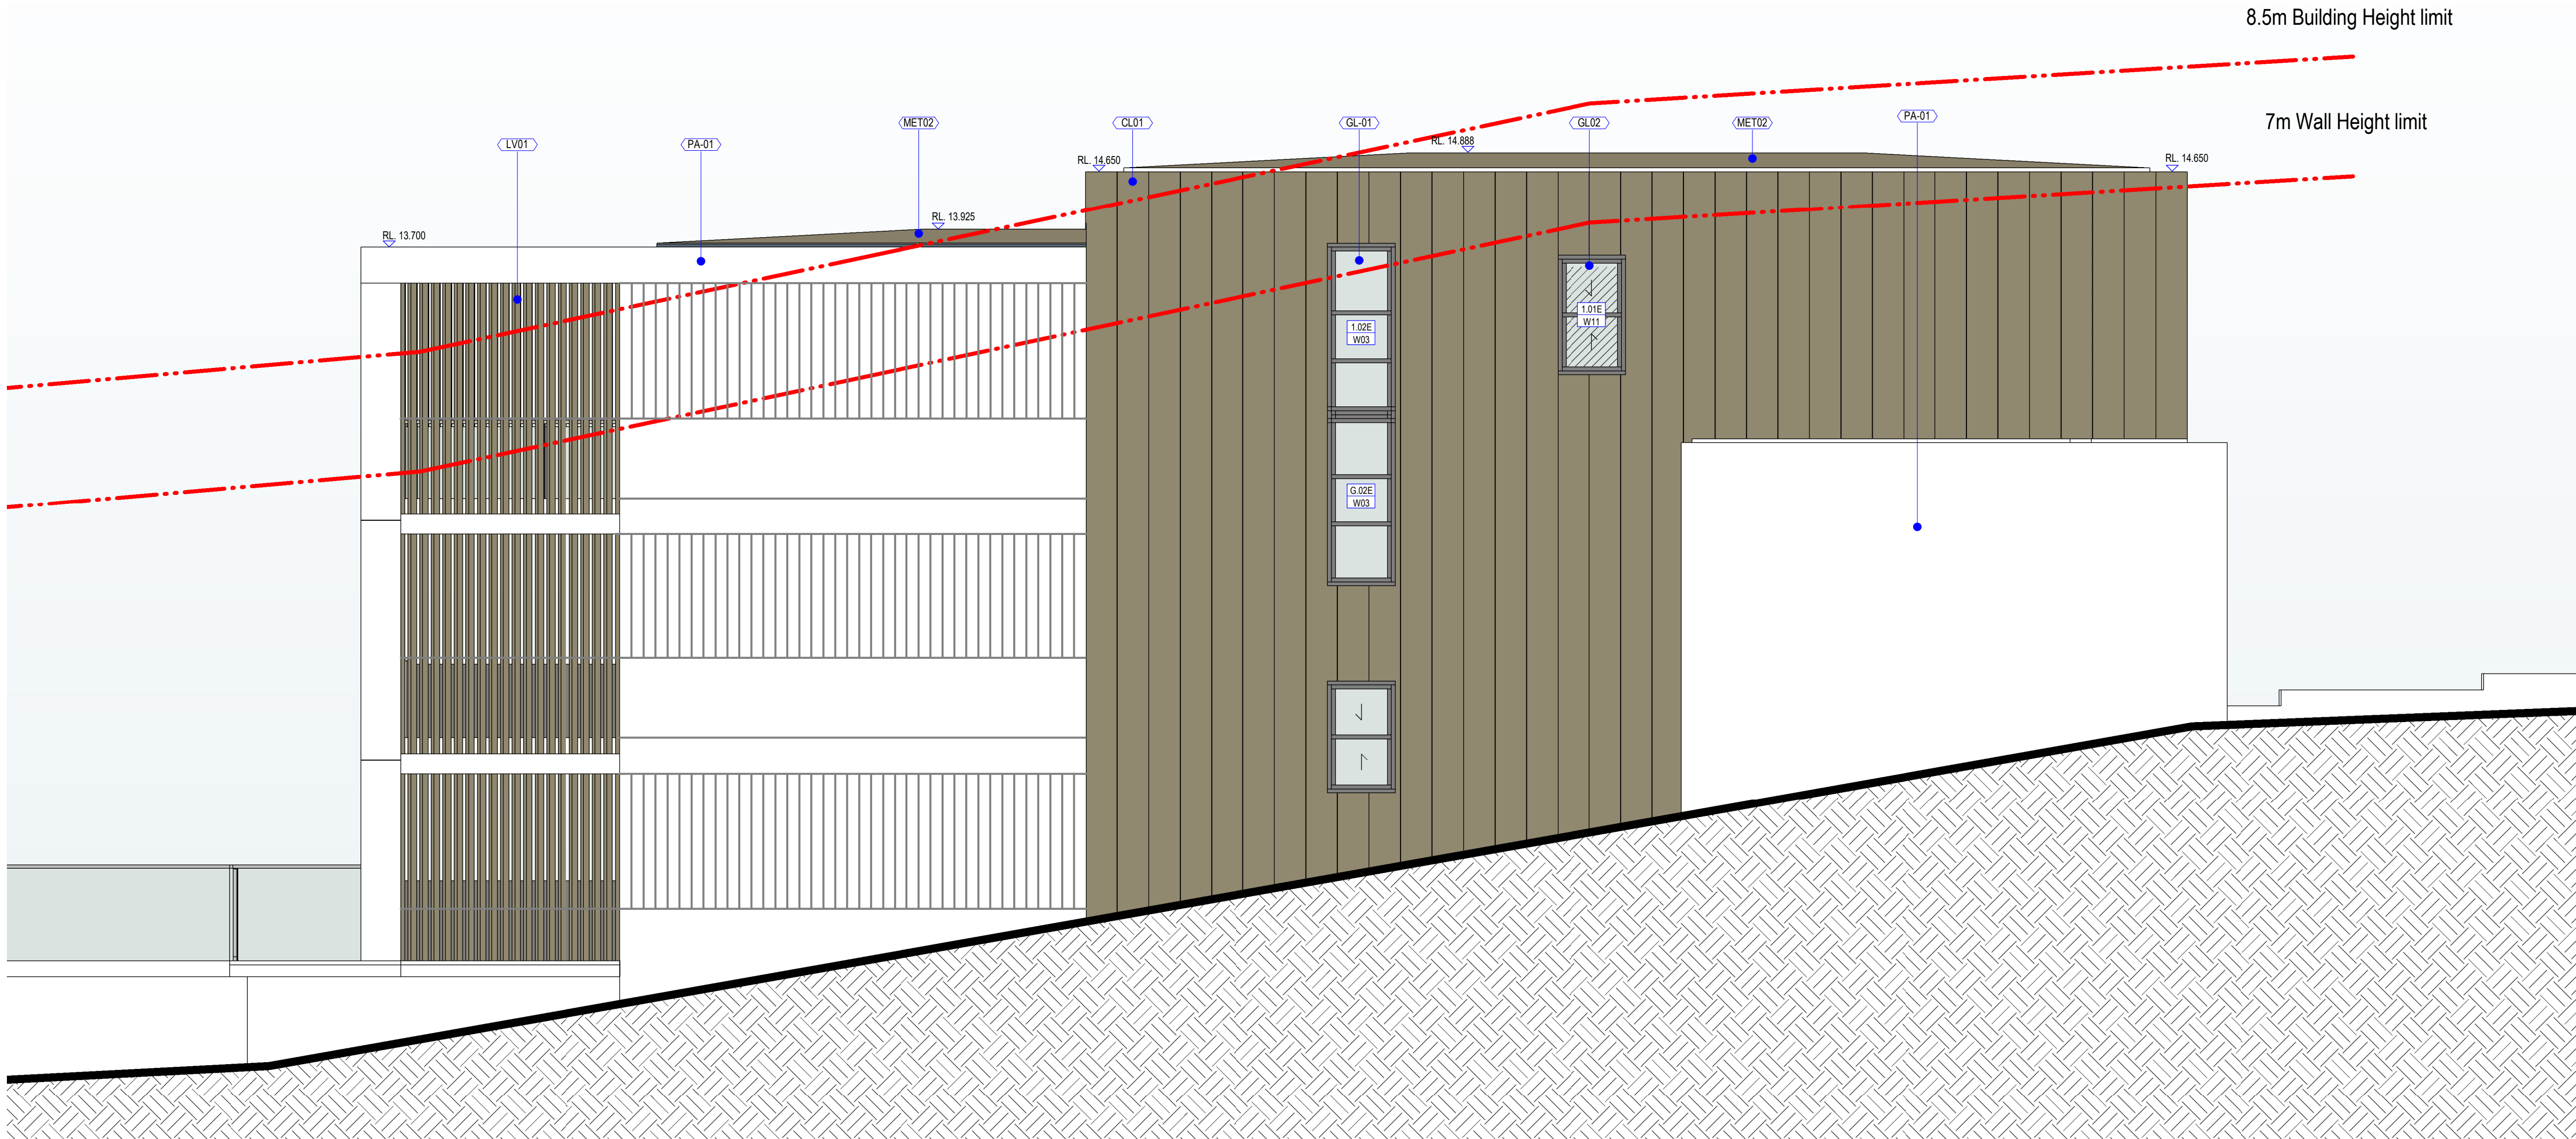 8.5m Building Height limit
7m Wall Height limit
LV01
PA-01
MET02
CL01
GL-01
GL02
MET02
PA-01
RL. 13.700
RL. 13.925
RL. 14.650
RL. 14.888
RL. 14.650
1.02E
W03
1.01E
W11
G.02E
W03